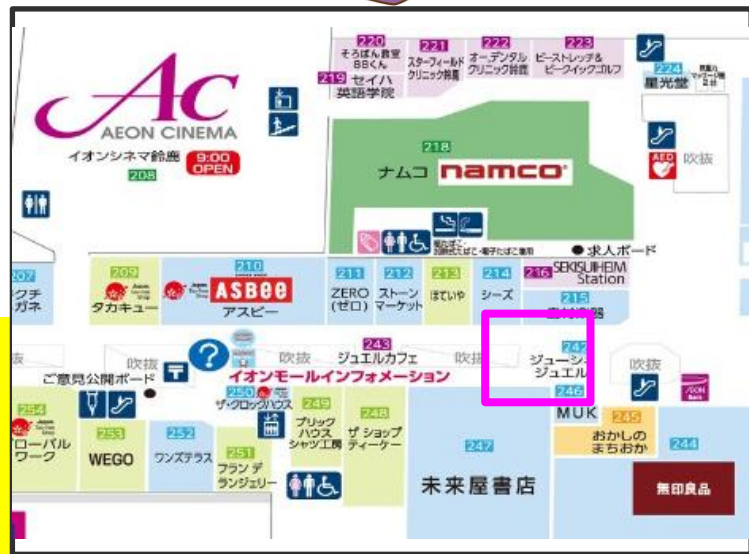 220
そろばん教室
BBくん
221
スターフィールド
クリニック鈴鹿
222
オーデンタル
クリニック鈴鹿
223
ビーストレッチ&
ビークイックゴルフ
219 セイハ
英語学院
224
星光堂
AC
AEON CINEMA
イオンシネマ鈴鹿
9:00
OPEN
208
218
ナムコ namco
AED
吹抜
求人ボード
207
クチ
ガネ
209
タカキュー
210
ASBee
アスビー
211
ZERO
(ゼロ)
212
ストーン
マーケット
213
ほていや
214
シーズ
216 SEKISUIHEIM
Station
215
吹抜
ご意見公開ボード
?
吹抜
243
ジュエルカフェ
吹抜
242
ジュエル
吹抜
イオンモールインフォメーション
254
ローバル
ワーク
253
WEGO
252
ワンズテラス
250
ザ・クロックハウス
251
フラン デ
ランジェリー
249
ブリック
ハウス
シャツ工房
248
ザ ショップ
ティーケー
247
未来屋書店
246
MUK
245
おかしの
まちおか
244
無印良品